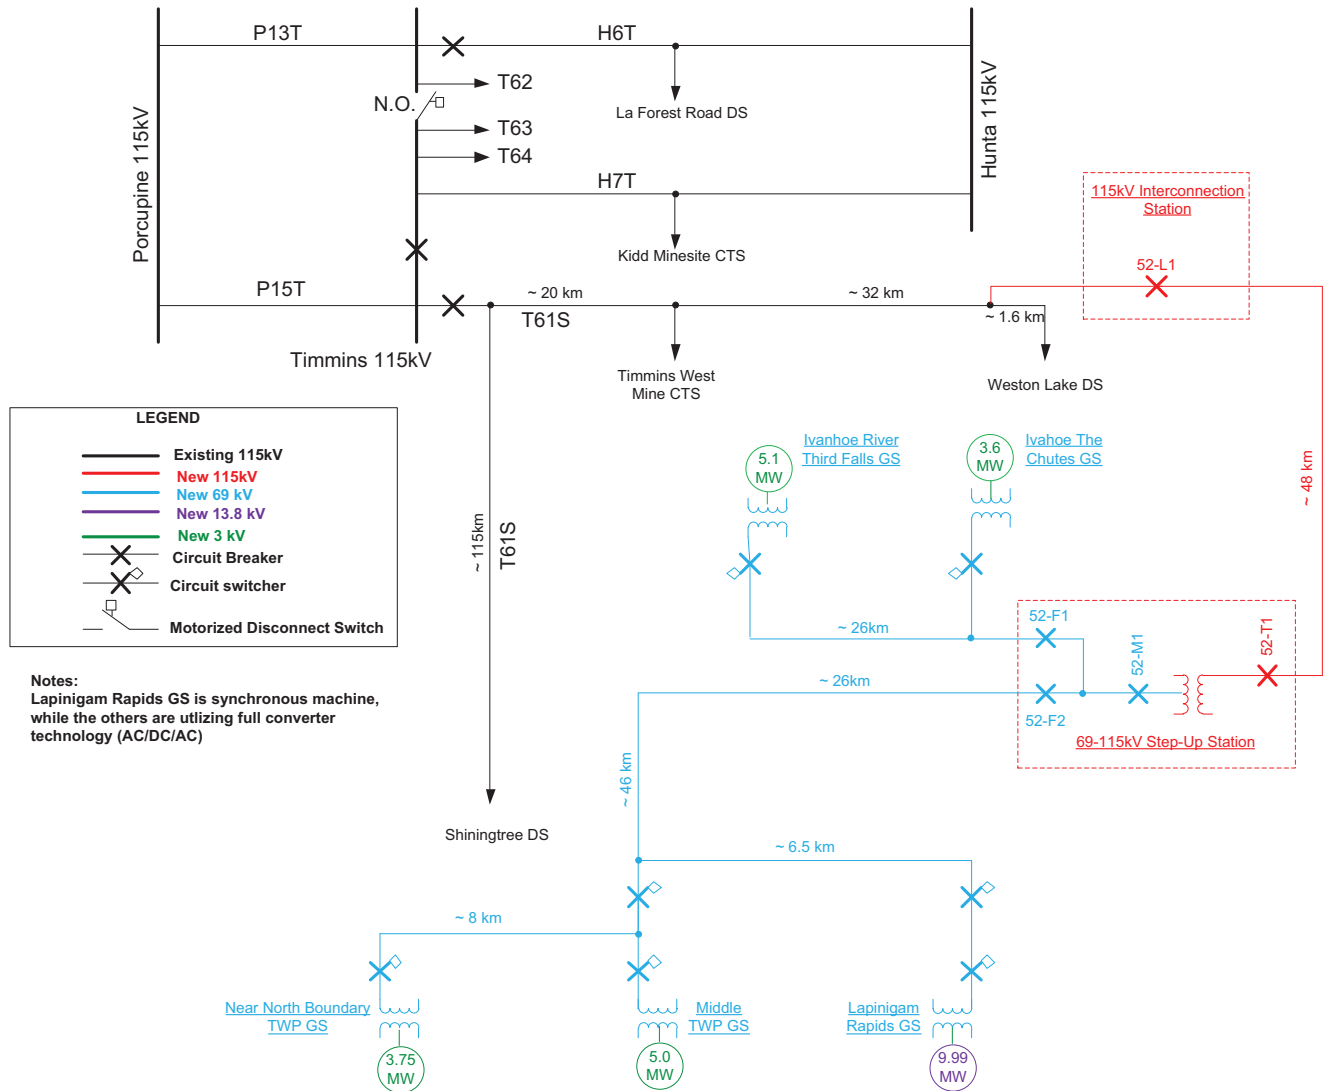 P13T
H6T
T62
N.O.
La Forest Road DS
T63
T64
Porcupine 115kV
Hunta 115kV
H7T
115kV Interconnection
Station
Kidd Minesite CTS
52-L1
P15T
~ 20 km
~ 32 km
T61S
~ 1.6 km
Timmins 115kV
Timmins West
Mine CTS
Weston Lake DS
LEGEND
Existing 115kV
New 115kV
New 69 kV
New 13.8 kV
New 3 kV
Circuit Breaker
Circuit switcher
Motorized Disconnect Switch
Ivanhoe River
Third Falls GS
5.1
MW
Ivahoe The
Chutes GS
3.6
MW
~ 48 km
~ 115km
T61S
~ 26km
52-F1
52-M1
52-T1
~ 26km
52-F2
69-115kV Step-Up Station
Notes:
Lapinigam Rapids GS is synchronous machine,
while the others are utlizing full converter
technology (AC/DC/AC)
~ 46 km
Shiningtree DS
~ 6.5 km
~ 8 km
Near North Boundary
TWP GS
3.75
MW
Middle
TWP GS
5.0
MW
Lapinigam
Rapids GS
9.99
MW